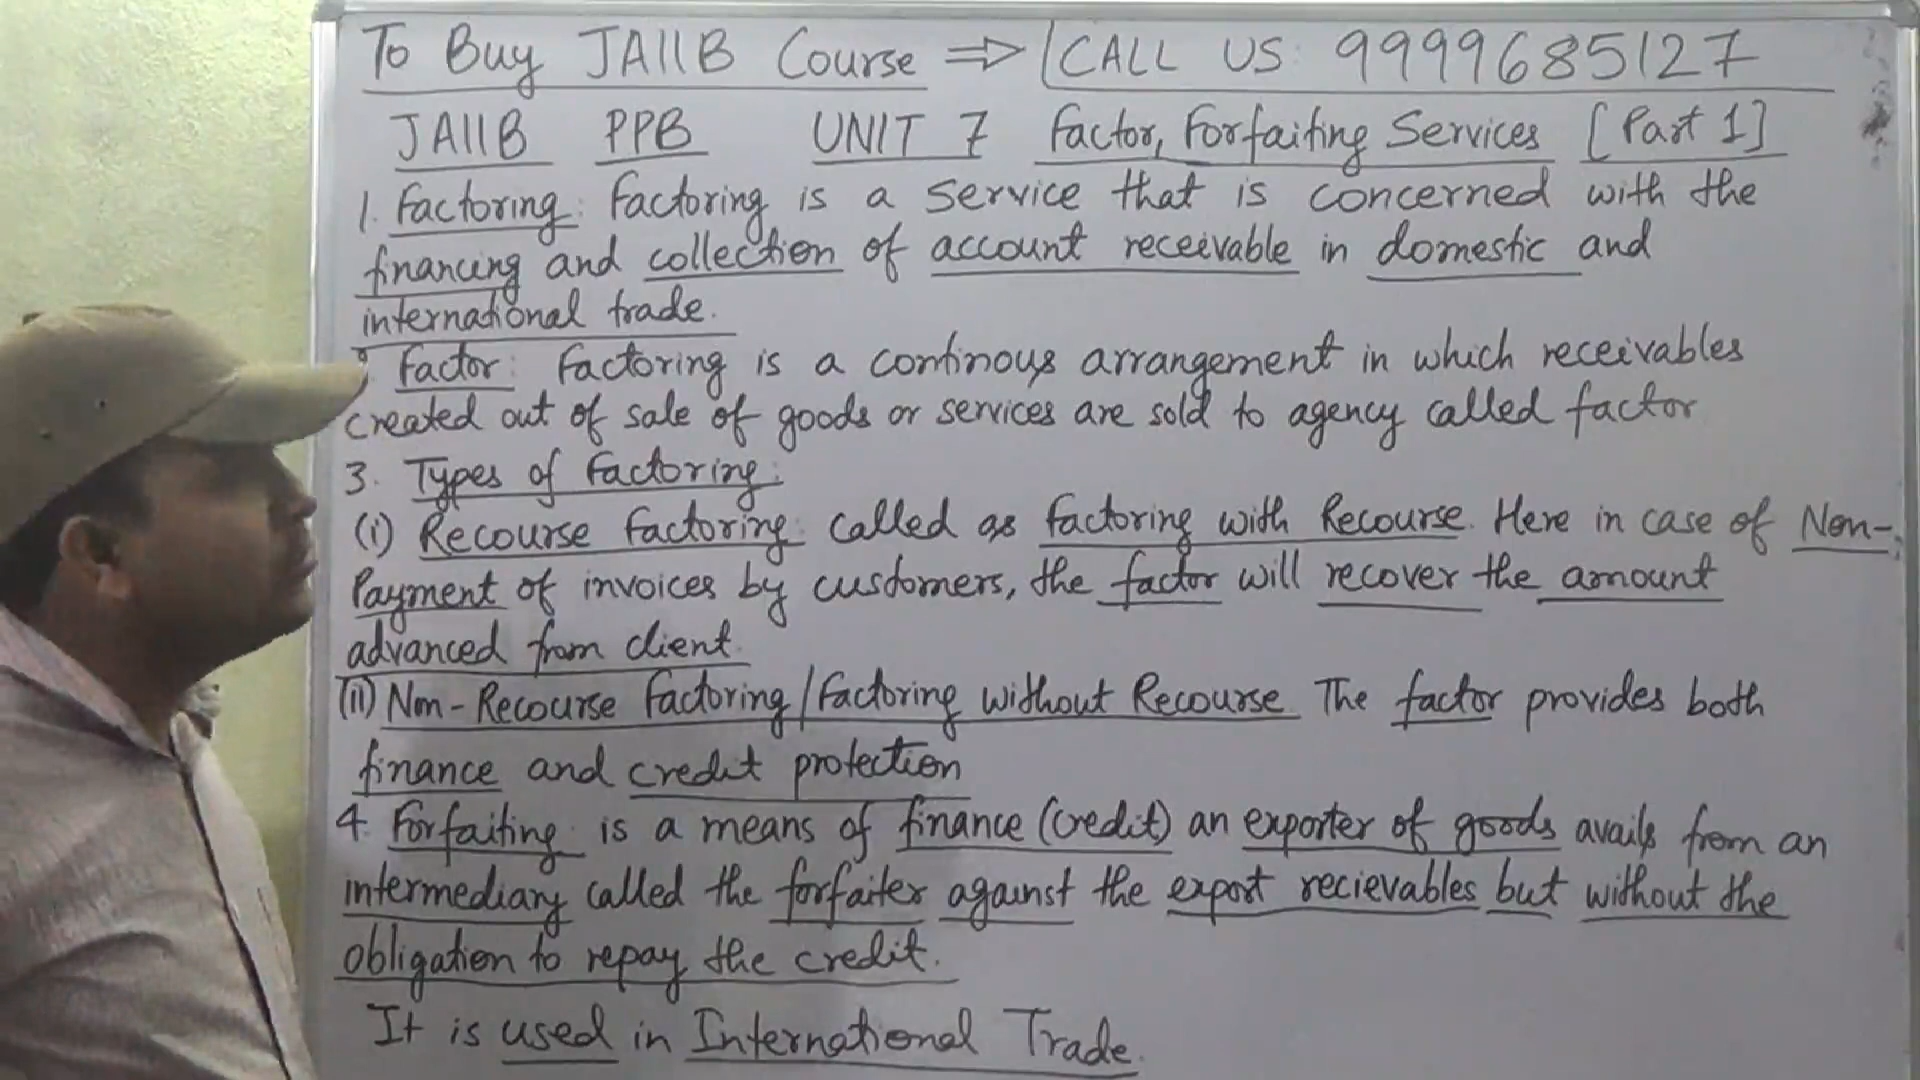 To Buy JAIIB Course ⇒ CALL US: 9999685127
JAIIB PPB UNIT 7 Factor, Forfaiting Services [Part 1]
1. Factoring: Factoring is a service that is concerned with the
financing and collection of account receivable in domestic and
international trade.
Factor: Factoring is a continous arrangement in which receivables
created out of sale of goods or services are sold to agency called factor
3. Types of Factoring:
(i) Recourse Factoring: called as Factoring with Recourse. Here in case of Non-
Payment of invoices by customers, the factor will recover the amount
advanced from client.
(ii) Non-Recourse Factoring/Factoring without Recourse The factor provides both
finance and credit protection
4. Forfaiting: is a means of finance (credit) an exporter of goods avails from an
intermediary called the forfaiter against the export recievables but without the
obligation to repay the credit.
It is used in International Trade.